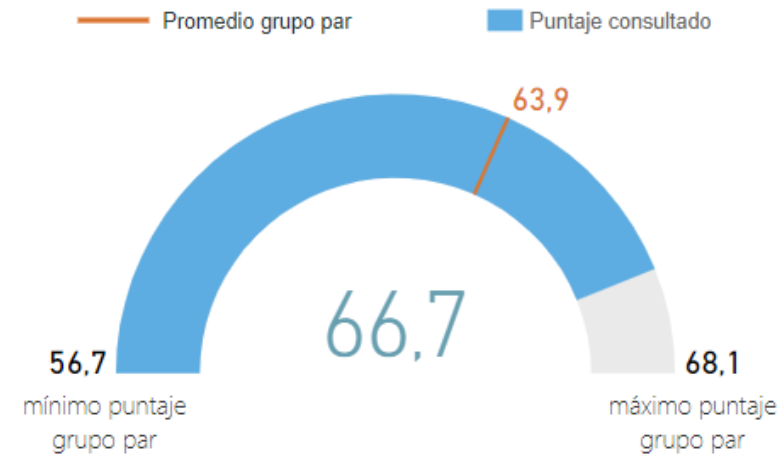 Promedio grupo par
Puntaje consultado
63,9
66,7
56,7
mínimo puntaje
grupo par
68,1
máximo puntaje
grupo par